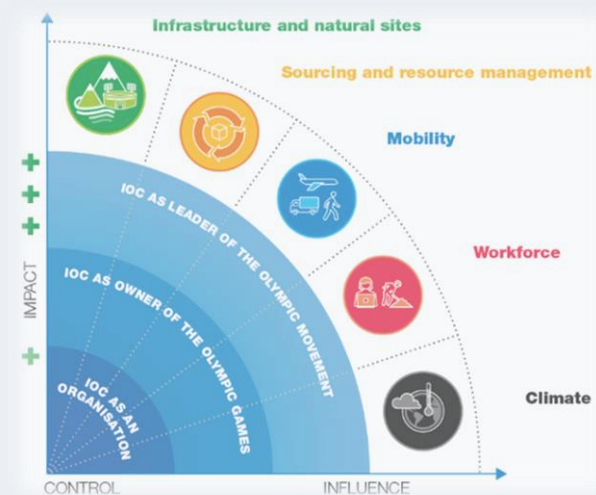 Infrastructure and natural sites
Sourcing and resource management
Mobility
Workforce
Climate
IOC AS LEADER OF THE OLYMPIC MOVEMENT
IOC AS OWNER OF THE OLYMPIC GAMES
IOC AS AN
ORGANISATION
+
+
+
IMPACT
+
CONTROL
INFLUENCE